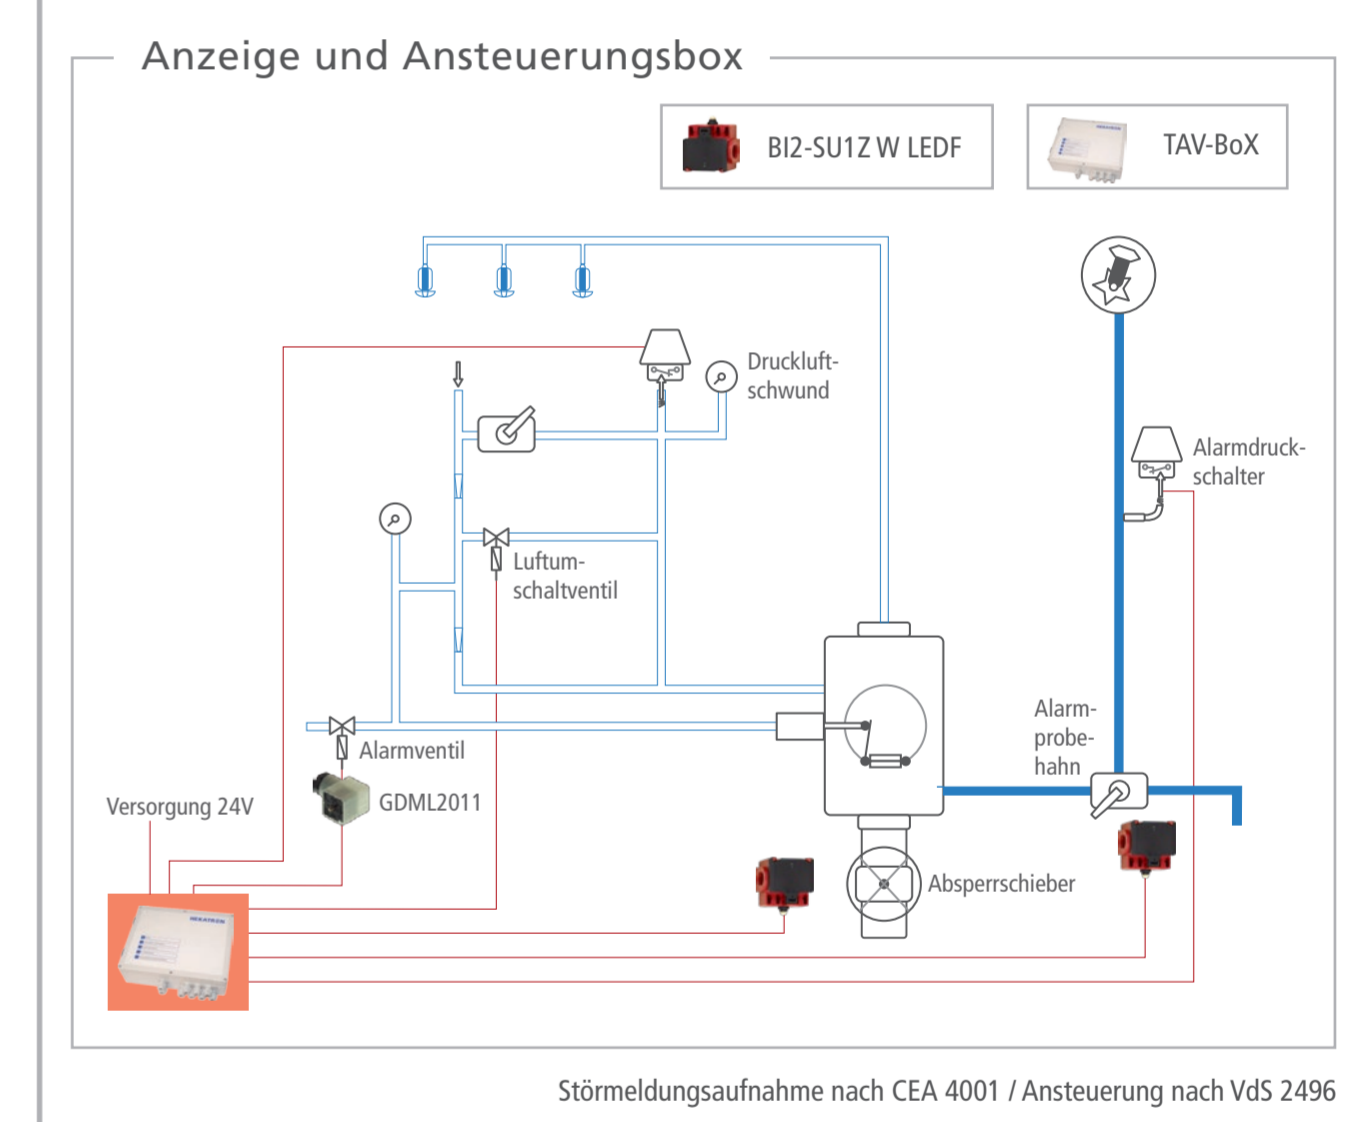 Anzeige und Ansteuerungsbox
BI2-SU1Z W LEDF
TAV-BoX
Druckluft-
schwund
Alarmdruck-
schalter
Luftum-
schaltventil
Alarm-
probe-
hahn
Alarmventil
GDML2011
Versorgung 24V
Absperrschieber
Störmeldungsaufnahme nach CEA 4001 / Ansteuerung nach VdS 2496